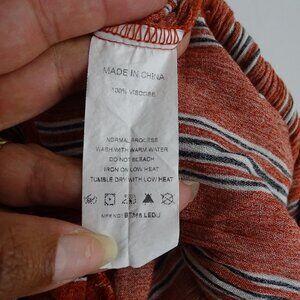 MADE IN CHINA
100% VISCOSE
NORMAL PROCESS
WASH WITH WARM WATER
DO NOT BLEACH
IRON ON LOW HEAT
TUMBLE DRY WITH LOW HEAT